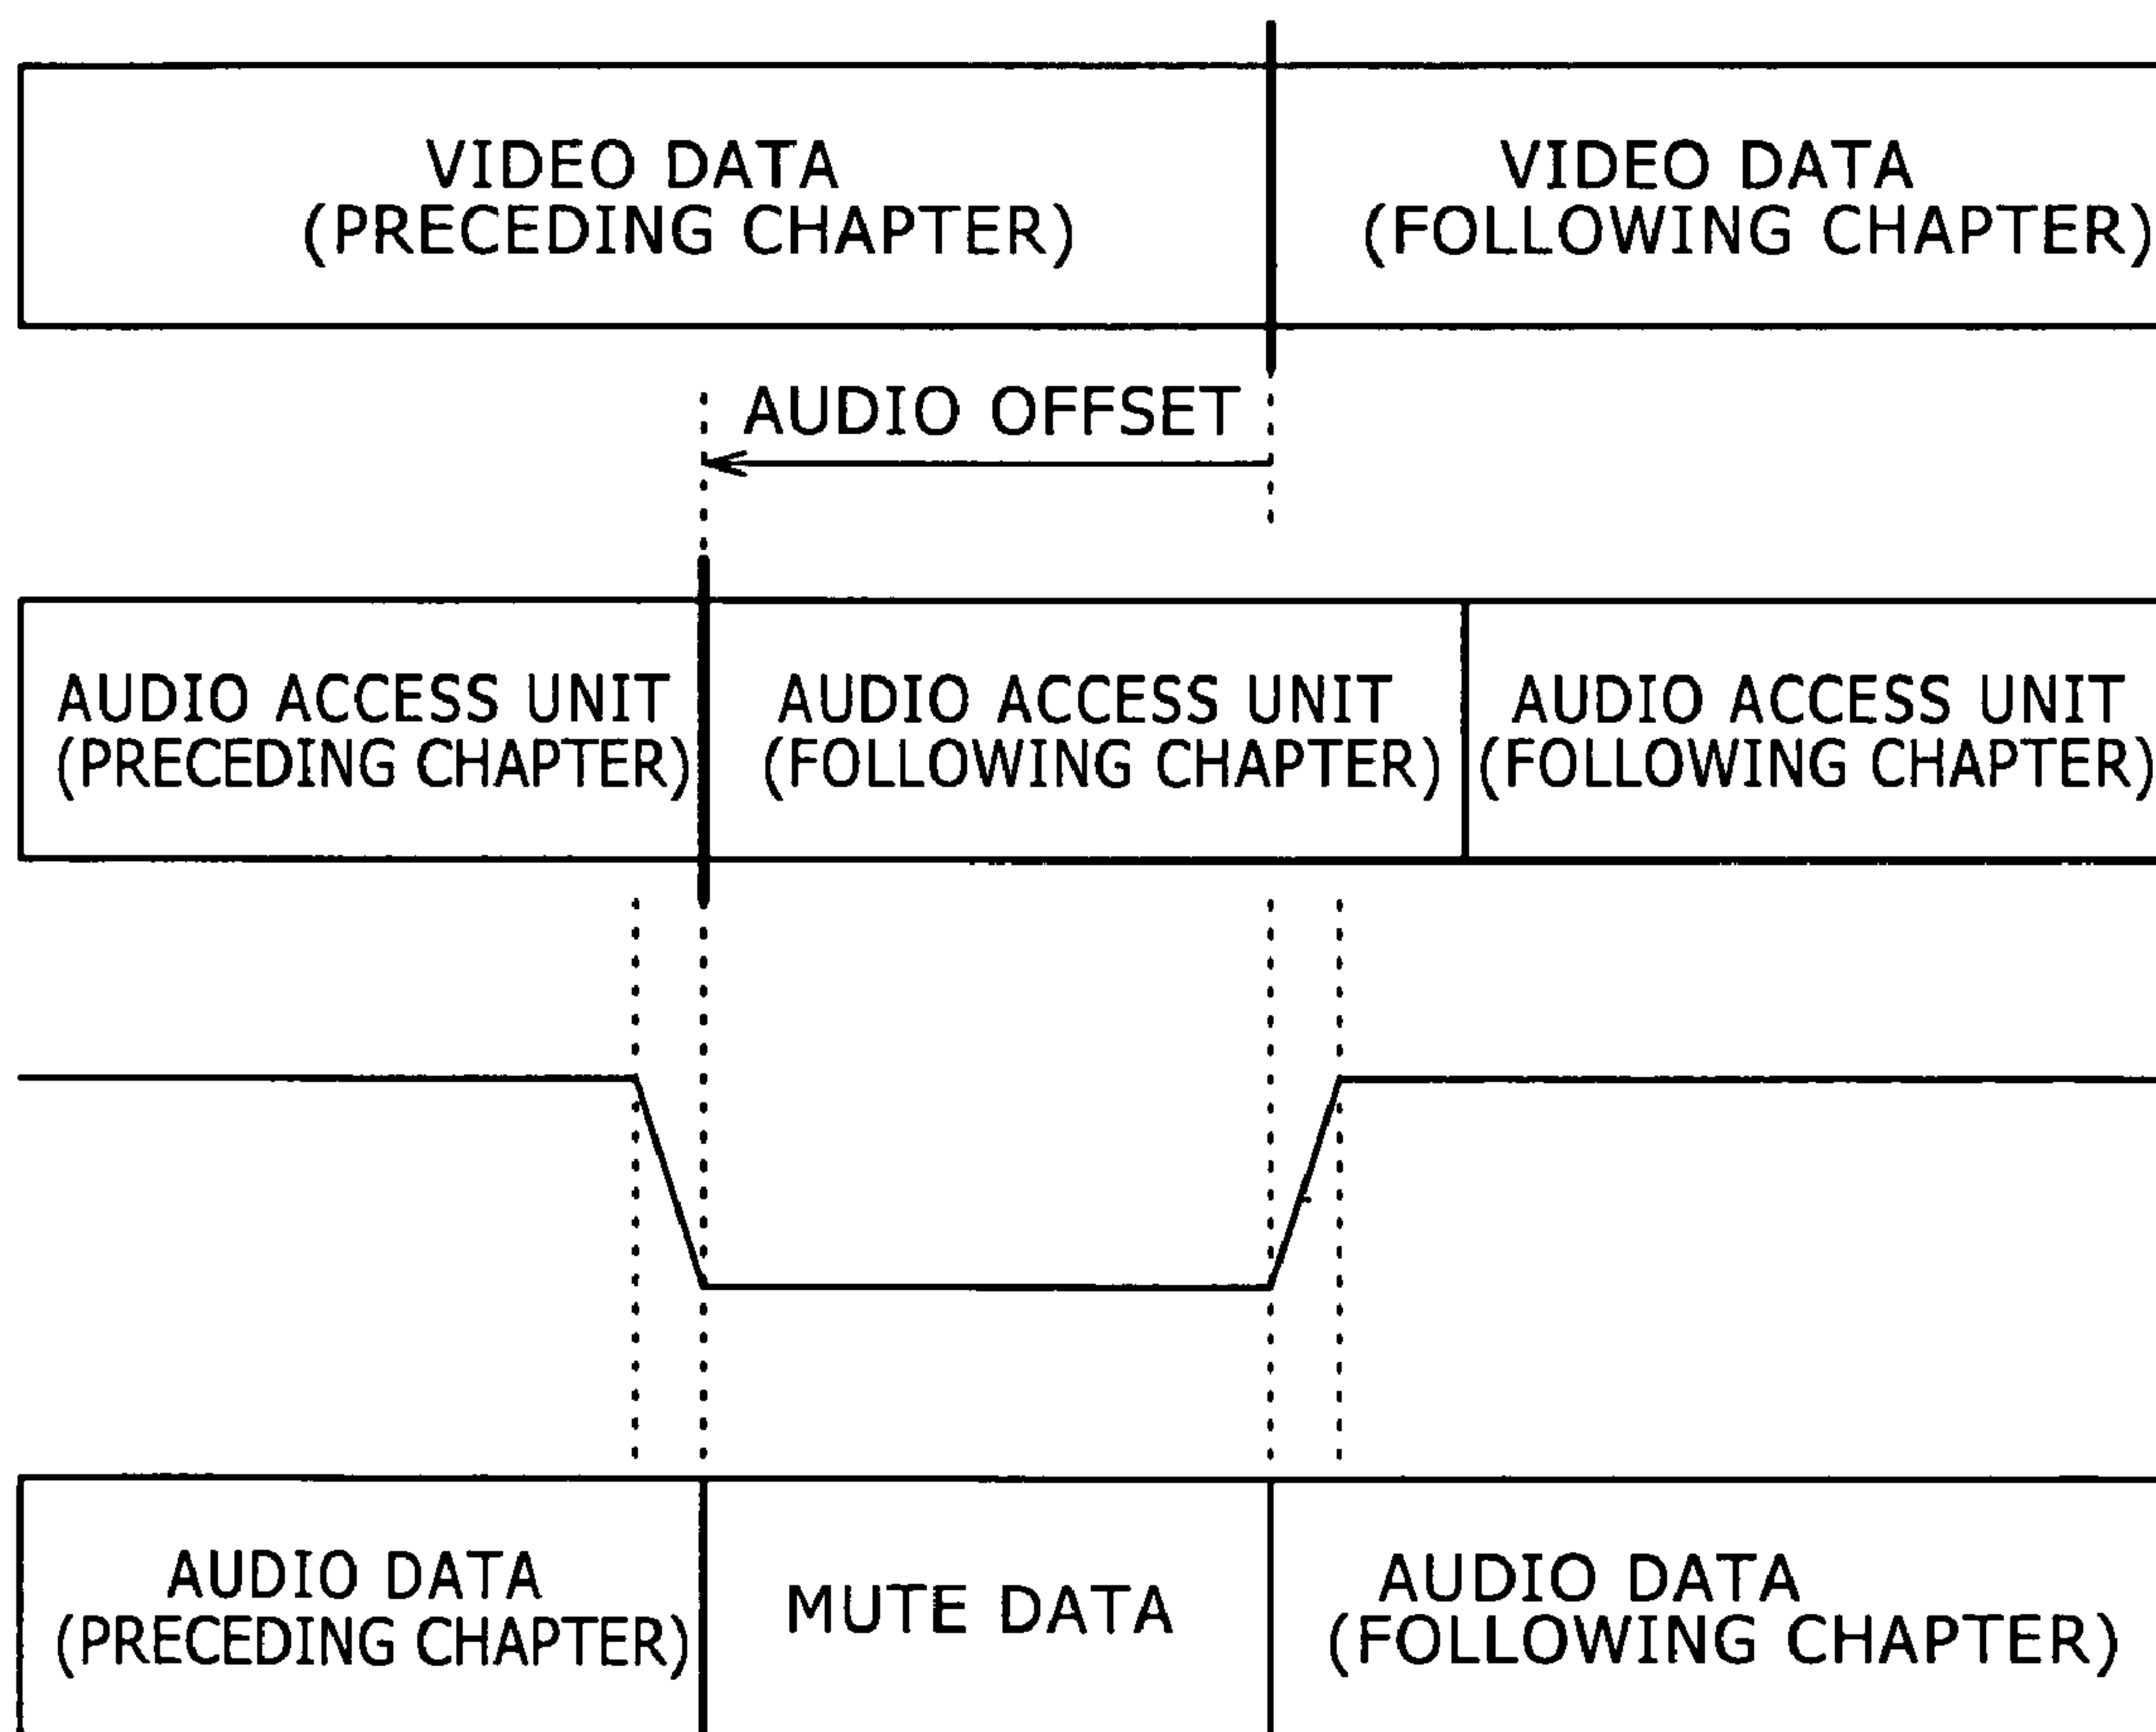 VIDEO DATA
(PRECEDING CHAPTER)
VIDEO DATA
(FOLLOWING CHAPTER)
AUDIO OFFSET
AUDIO ACCESS UNIT
(PRECEDING CHAPTER)
AUDIO ACCESS UNIT
(FOLLOWING CHAPTER)
AUDIO ACCESS UNIT
(FOLLOWING CHAPTER)
AUDIO DATA
(PRECEDING CHAPTER)
MUTE DATA
AUDIO DATA
(FOLLOWING CHAPTER)